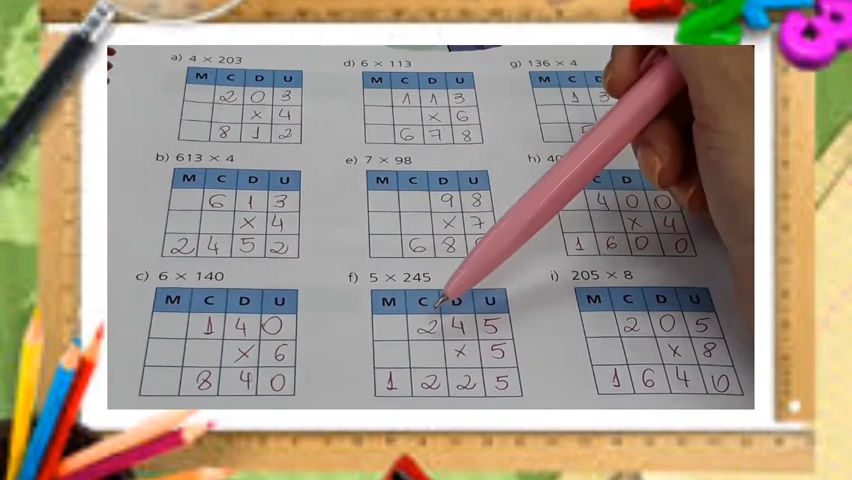 a) 4 × 203
M C D U
2 0 3
× 4
8 1 2
b) 613 × 4
M C D U
6 1 3
× 4
2 4 5 2
c) 6 × 140
M C D U
1 4 0
× 6
8 4 0
d) 6 × 113
M C D U
1 1 3
× 6
6 7 8
e) 7 × 98
M C D U
9 8
× 7
6 8
f) 5 × 245
M C D U
2 4 5
× 5
1 2 2 5
g) 136 × 4
M C
1 3
h) 40
C D
4 0 0
× 4
1 6 0 0
i) 205 × 8
M C D U
2 0 5
× 8
1 6 4 0